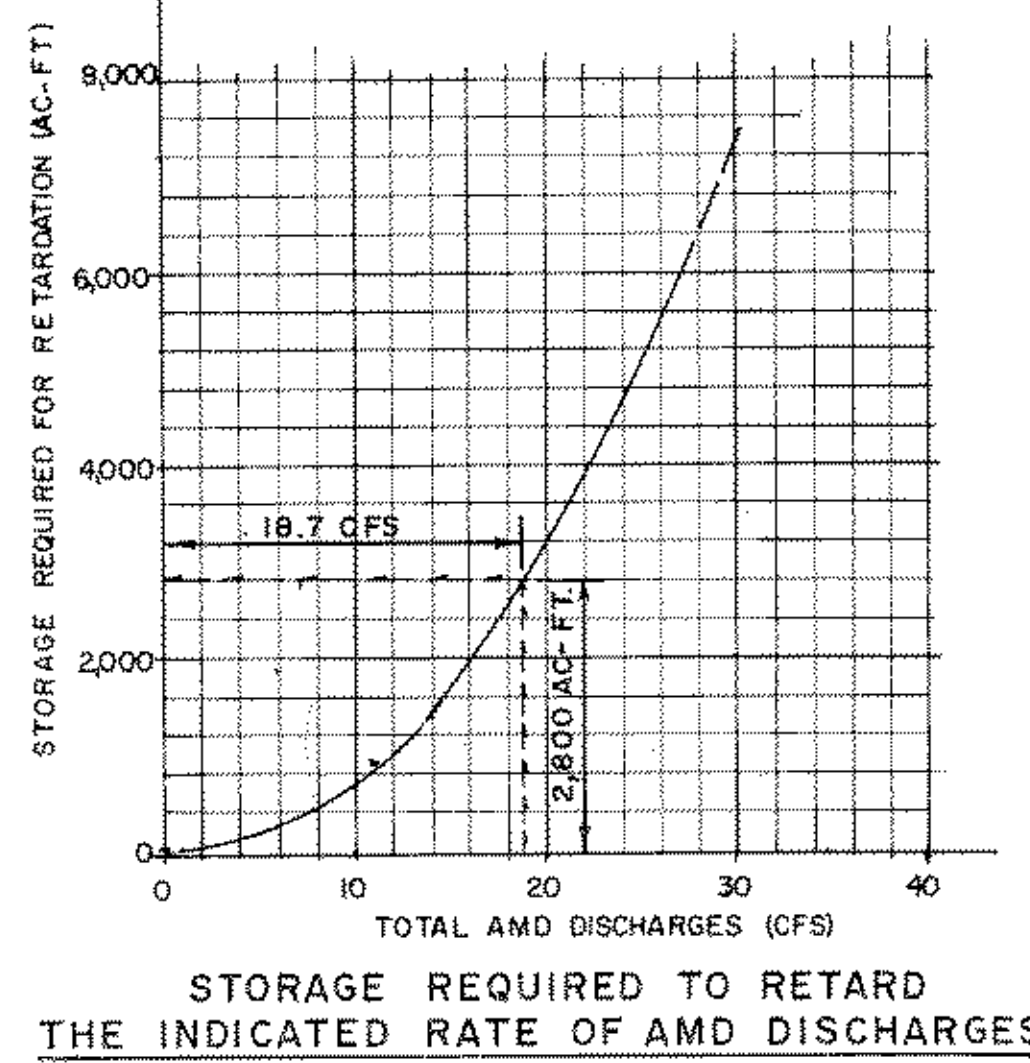 STORAGE REQUIRED FOR RETARDATION (AC-FT)
8,000
6,000
4,000
2,000
0
18.7 CFS
2,800 AC-FT.
0 10 20 30 40
TOTAL AMD DISCHARGES (CFS)
STORAGE REQUIRED TO RETARD
THE INDICATED RATE OF AMD DISCHARGES